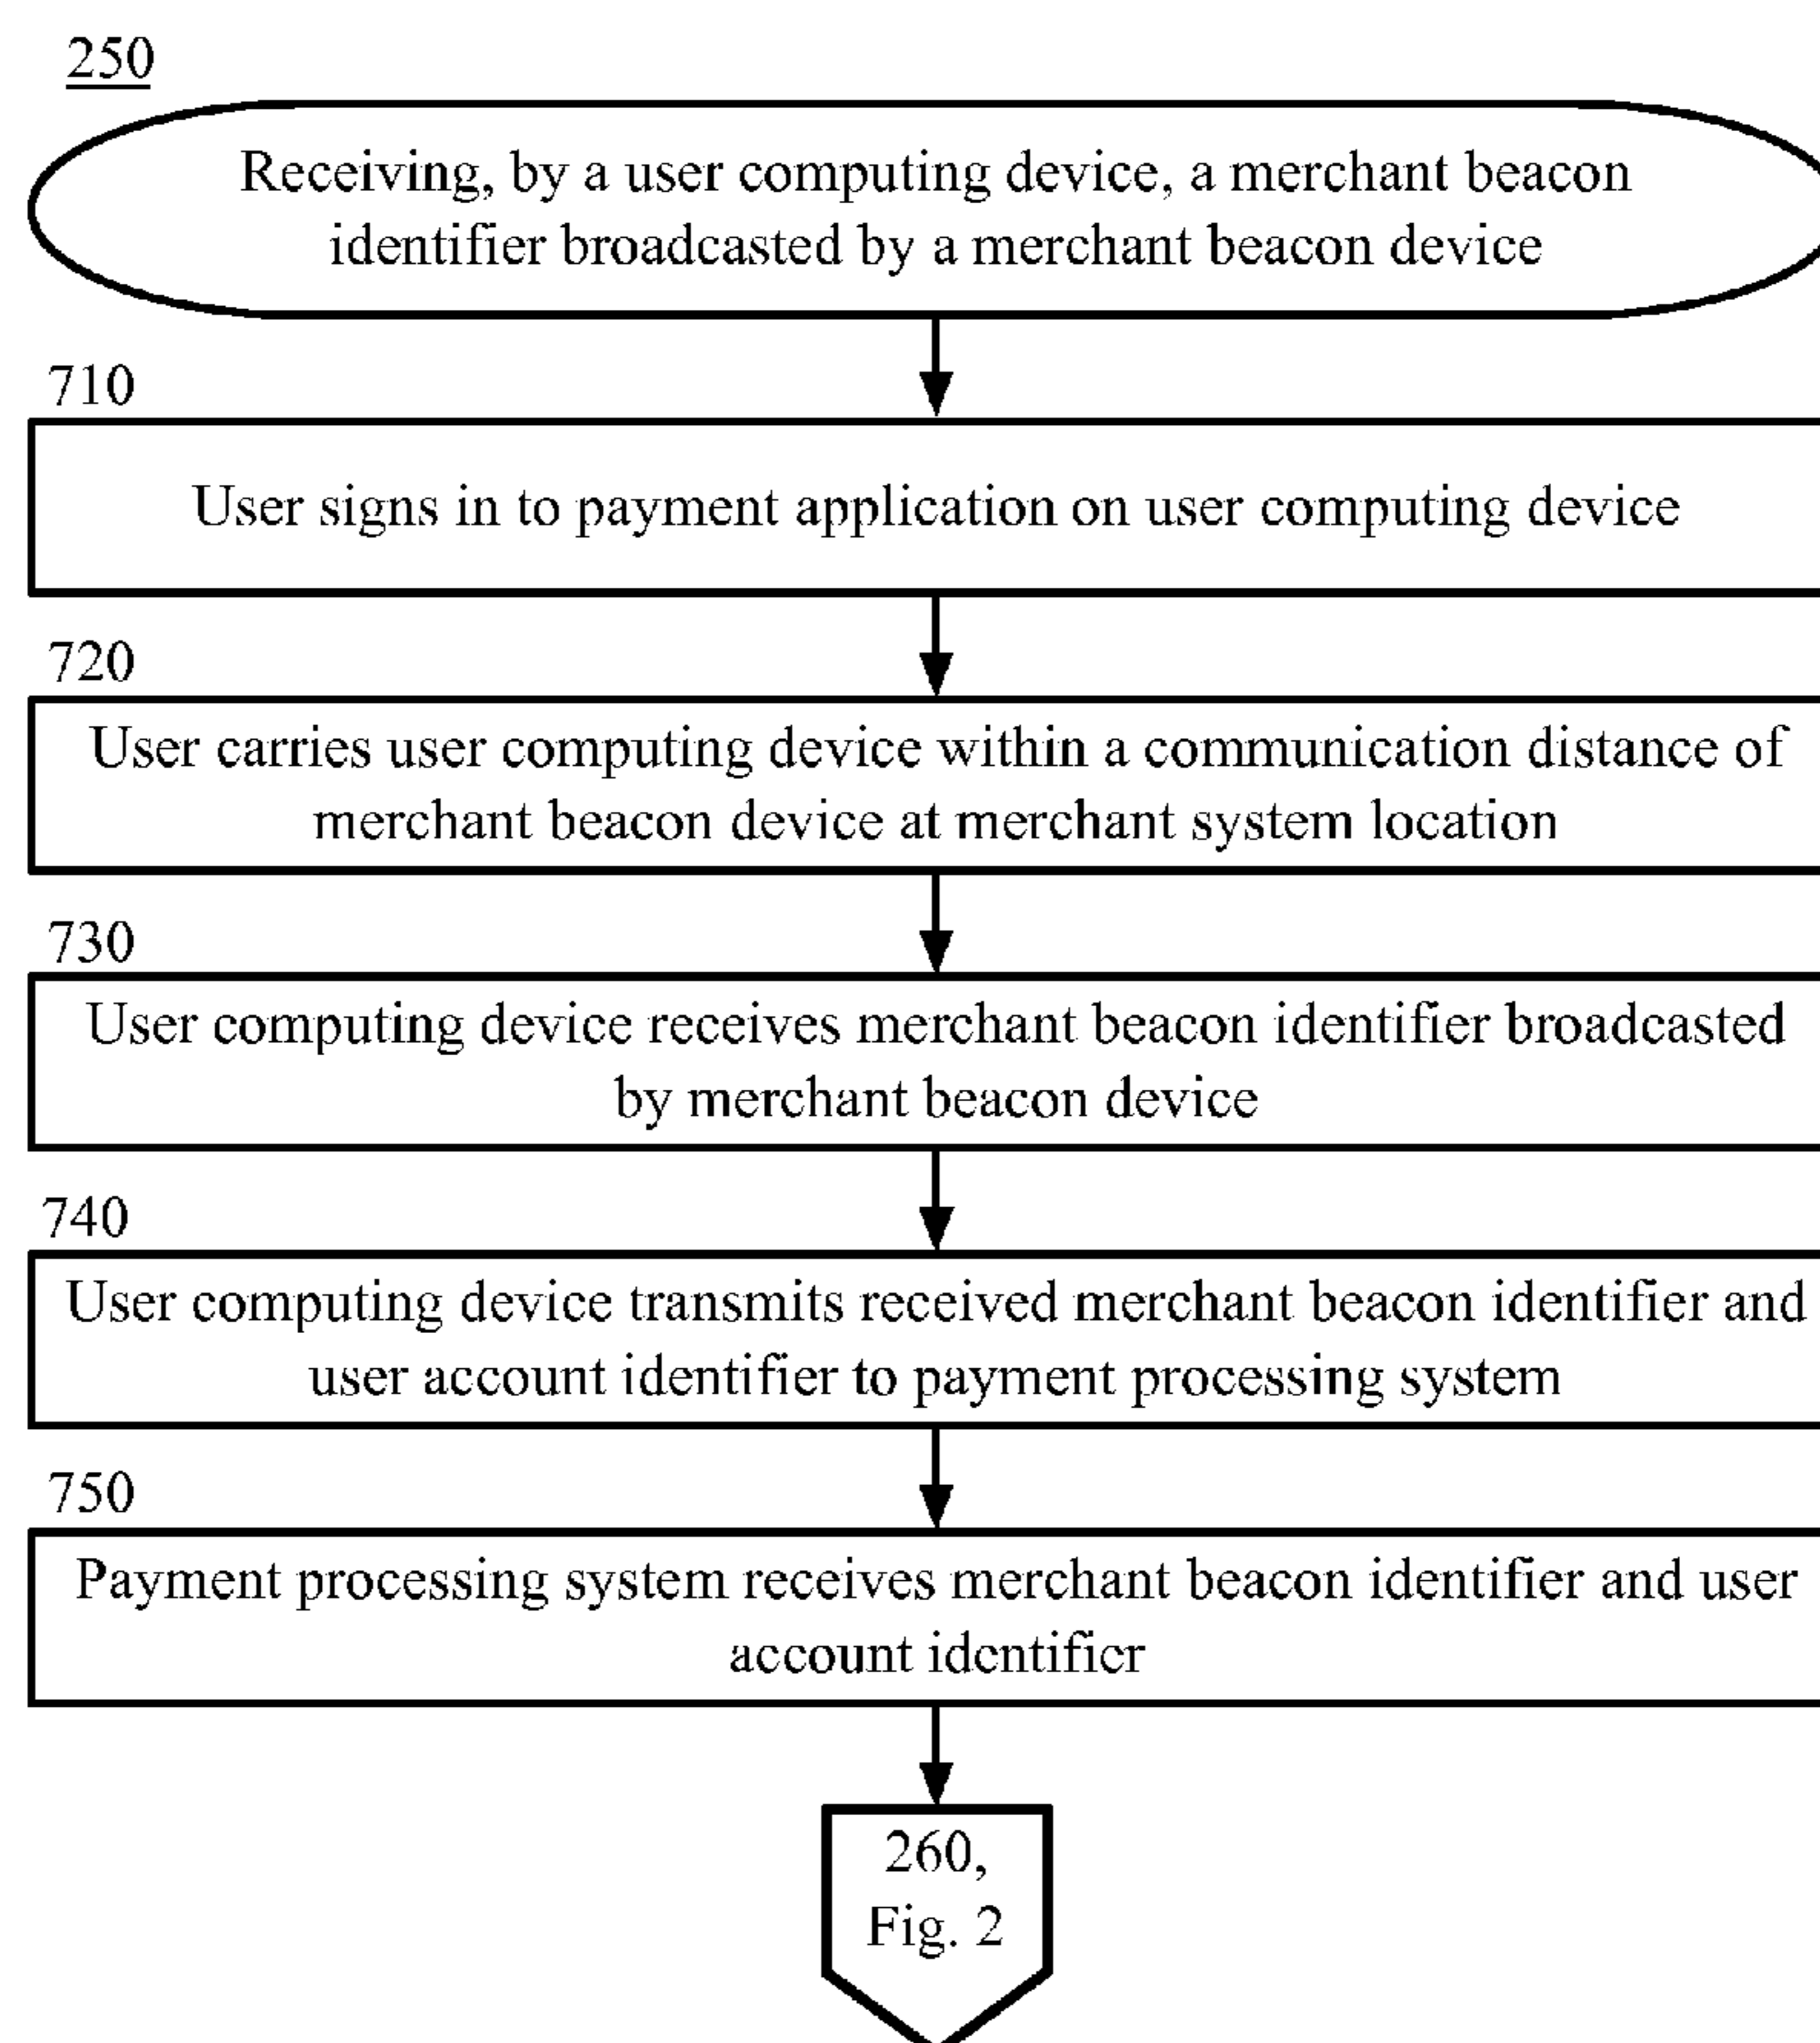 250
Receiving, by a user computing device, a merchant beacon
identifier broadcasted by a merchant beacon device
710
User signs in to payment application on user computing device
720
User carries user computing device within a communication distance of
merchant beacon device at merchant system location
730
User computing device receives merchant beacon identifier broadcasted
by merchant beacon device
740
User computing device transmits received merchant beacon identifier and
user account identifier to payment processing system
750
Payment processing system receives merchant beacon identifier and user
account identifier
260,
Fig. 2